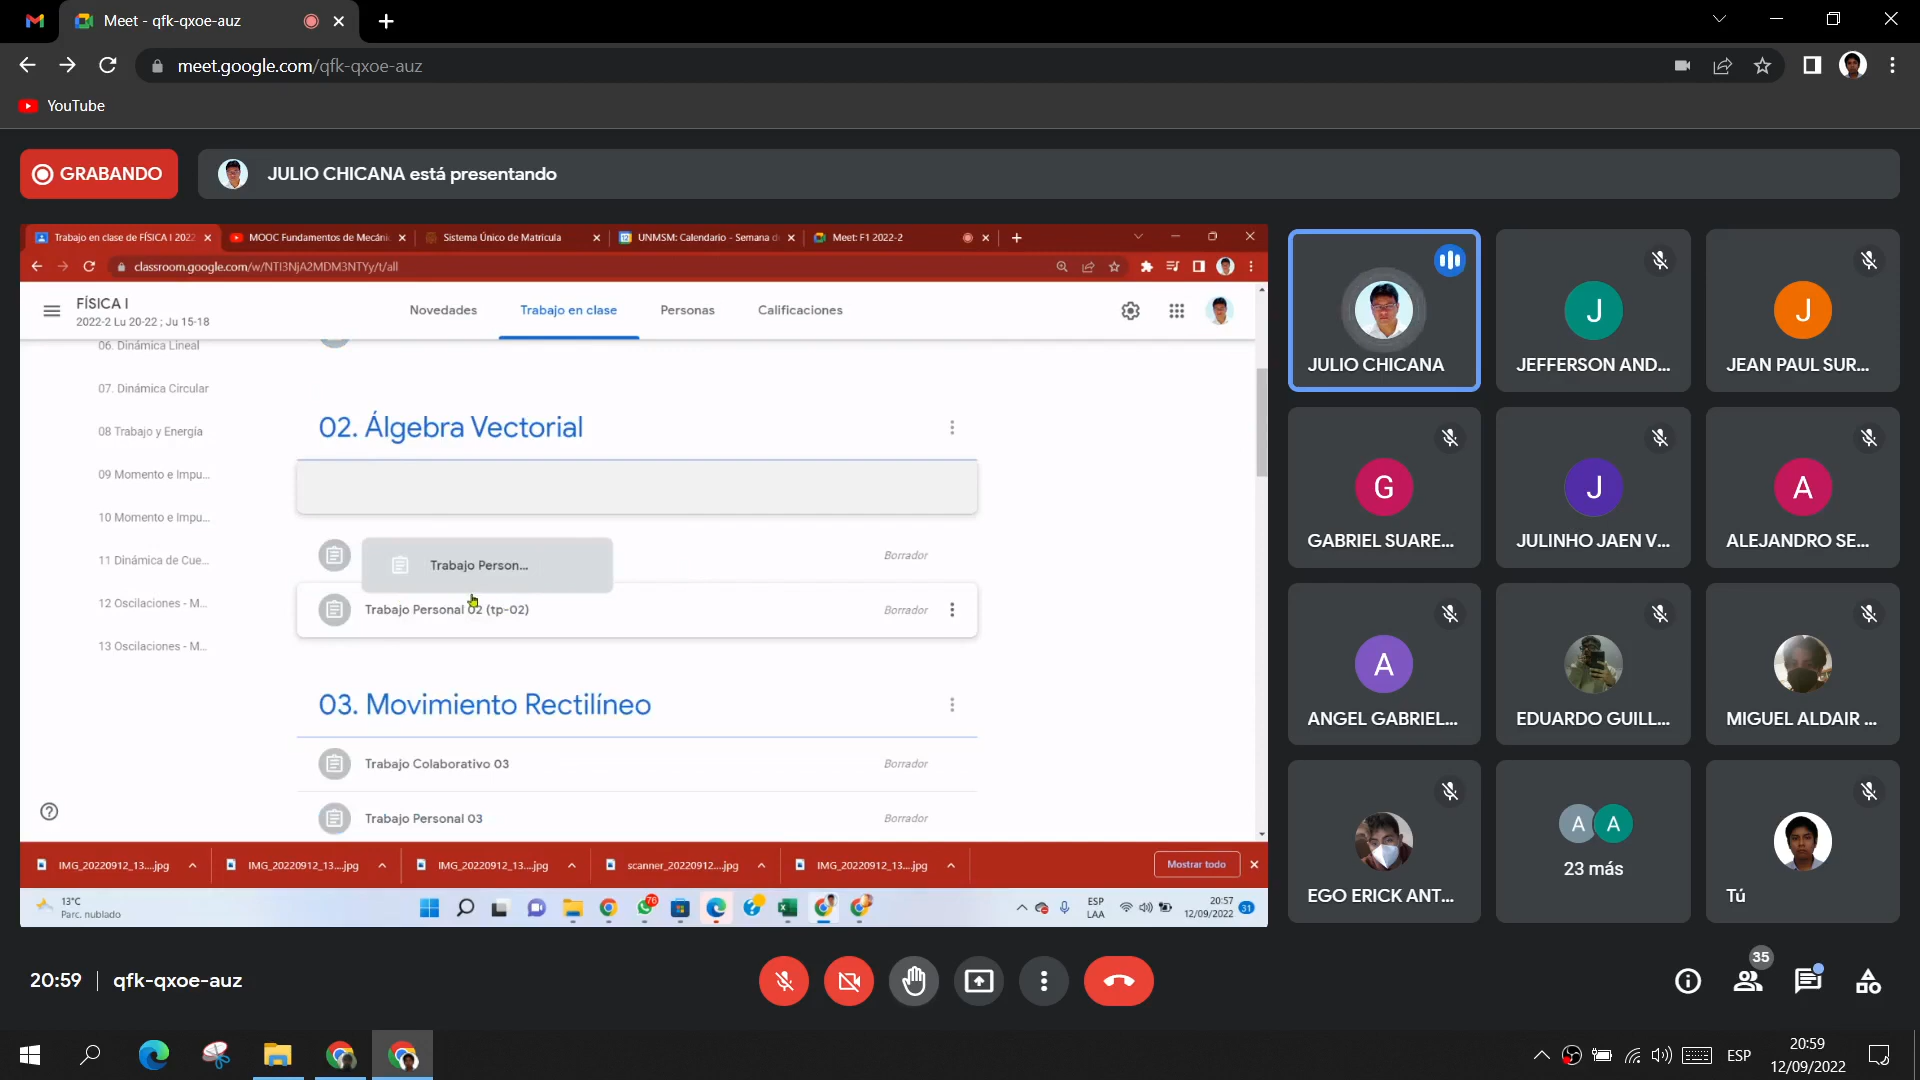 Meet - qfk-qxoe-auz
meet.google.com/qfk-qxoe-auz
YouTube
GRABANDO
JULIO CHICANA está presentando
Trabajo en clase de FÍSICA I 2022
MOOC Fundamentos de Mecáni
Sistema Único de Matricula
UNMSM: Calendario - Semana d
Meet: F1 2022-2
classroom.google.com/w/NTI3NjA2MDM3NTYy/t/all
FÍSICA I
2022-2 Lu 20-22 ; Ju 15-18
Novedades
Trabajo en clase
Personas
Calificaciones
06. Dinámica Lineal
07. Dinámica Circular
08 Trabajo y Energía
09 Momento e Impu...
10 Momento e Impu...
11 Dinámica de Cue...
12 Oscilaciones - M...
13 Oscilaciones - M...
02. Álgebra Vectorial
Trabajo Person...
Borrador
Trabajo Personal 02 (tp-02)
Borrador
03. Movimiento Rectilíneo
Trabajo Colaborativo 03
Borrador
Trabajo Personal 03
Borrador
IMG_20220912_13....jpg
IMG_20220912_13....jpg
IMG_20220912_13....jpg
scanner_20220912....jpg
IMG_20220912_13....jpg
Mostrar todo
13°C
Parc. nublado
76
ESP
LAA
20:57
12/09/2022
31
JULIO CHICANA
J
JEFFERSON AND...
J
JEAN PAUL SUR...
G
GABRIEL SUARE...
J
JULINHO JAEN V...
A
ALEJANDRO SE...
A
ANGEL GABRIEL...
EDUARDO GUILL...
MIGUEL ALDAIR ...
EGO ERICK ANT...
A A
23 más
Tú
20:59 | qfk-qxoe-auz
35
ESP
20:59
12/09/2022